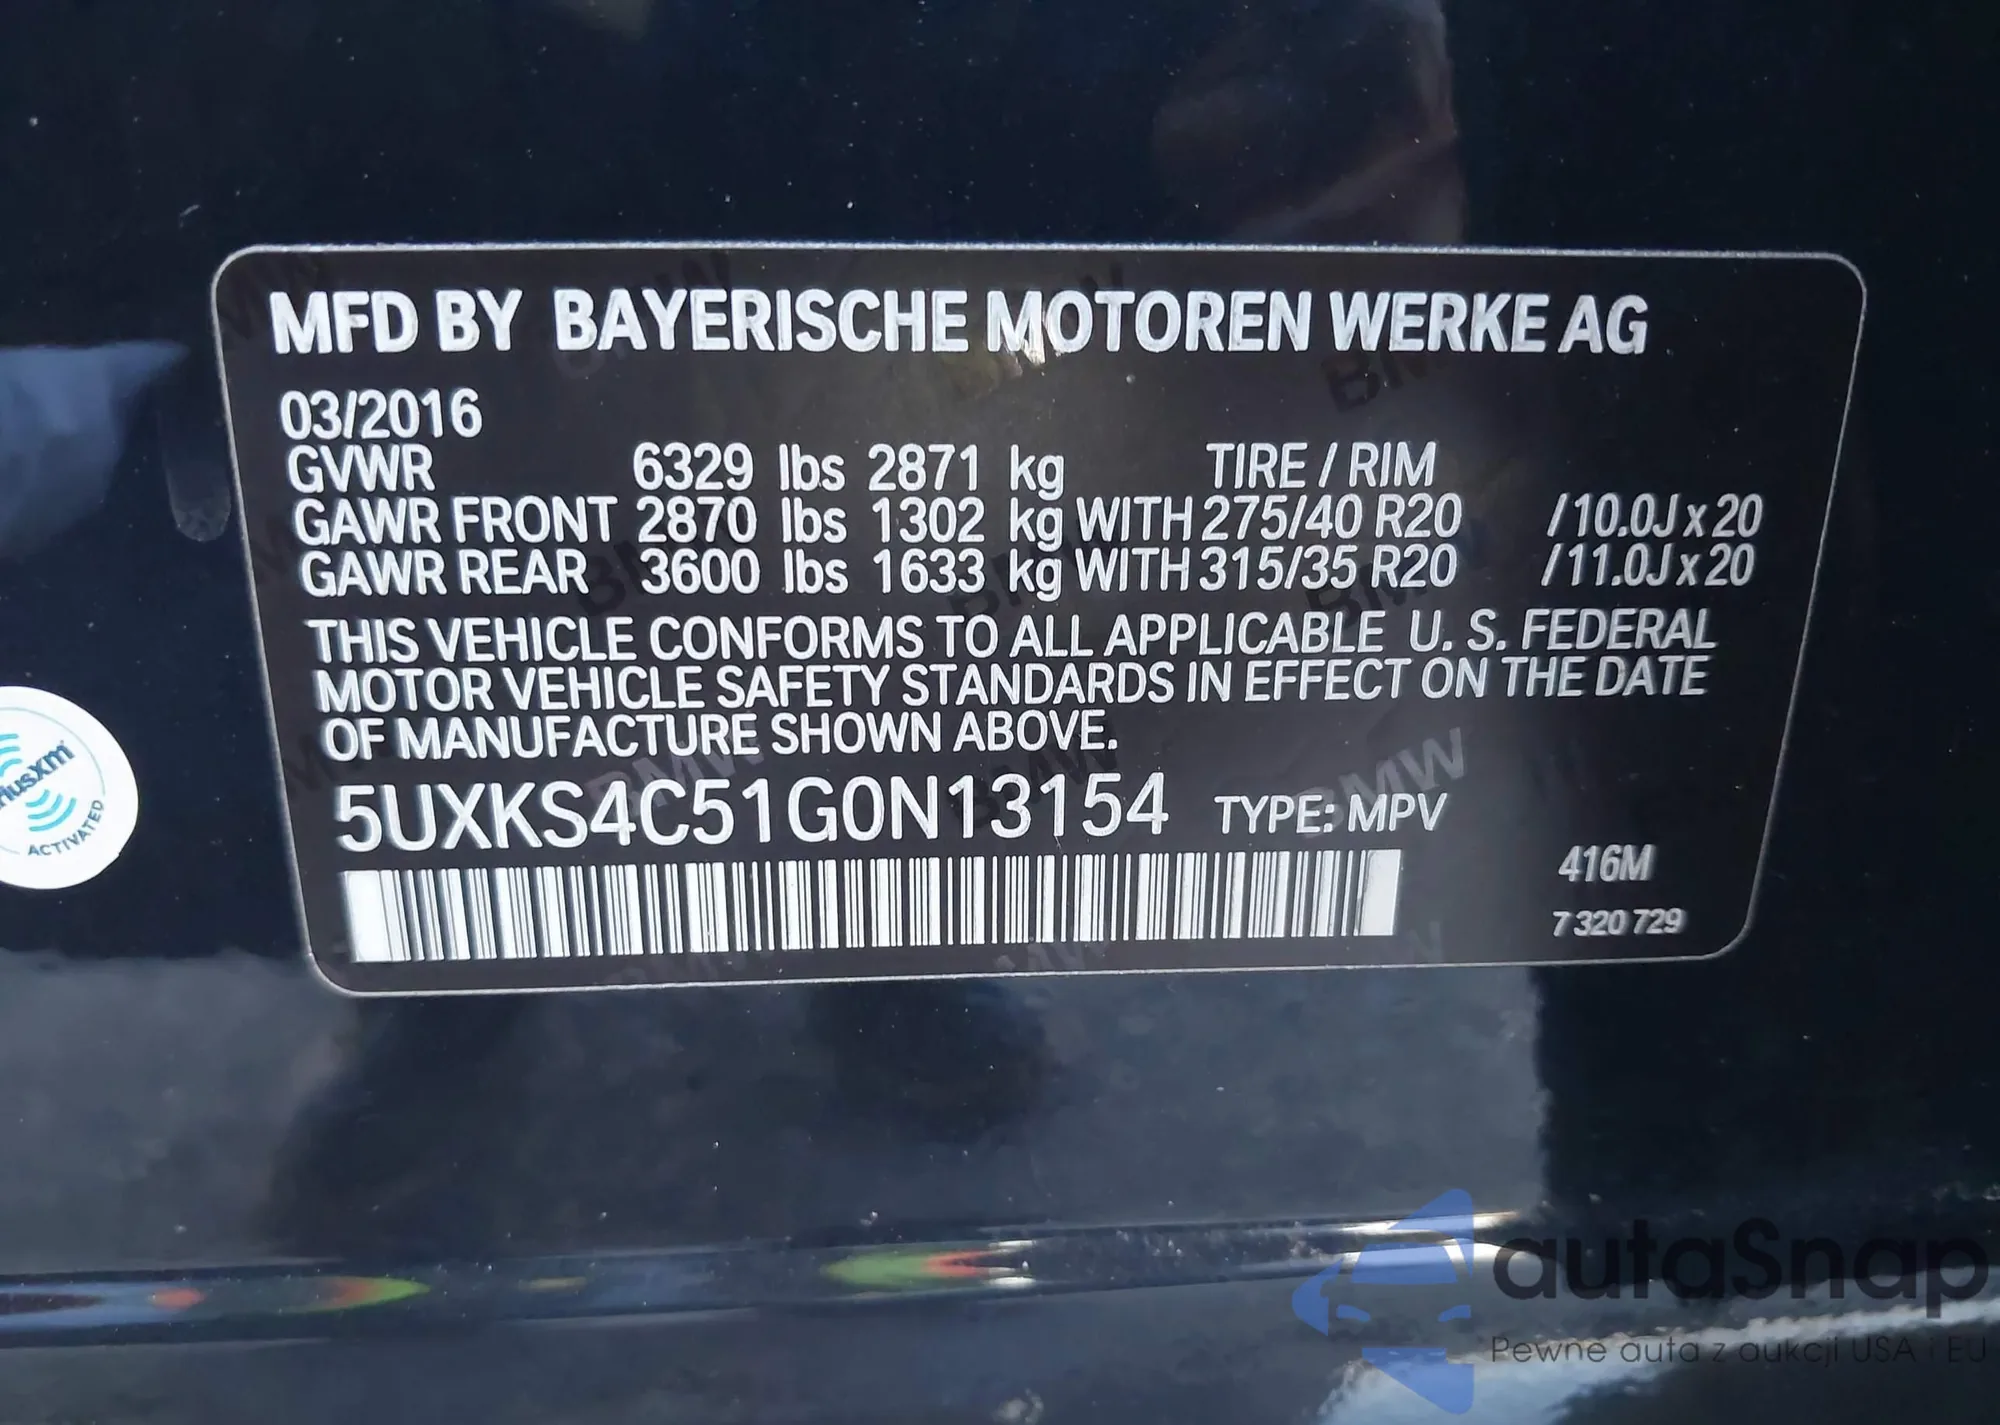 MFD BY BAYERISCHE MOTOREN WERKE AG
03/2016
GVWR 6329 lbs 2871 kg TIRE / RIM
GAWR FRONT 2870 lbs 1302 kg WITH 275/40 R20 /10.0J x 20
GAWR REAR 3600 lbs 1633 kg WITH 315/35 R20 /11.0J x 20
THIS VEHICLE CONFORMS TO ALL APPLICABLE U. S. FEDERAL
MOTOR VEHICLE SAFETY STANDARDS IN EFFECT ON THE DATE
OF MANUFACTURE SHOWN ABOVE.
5UXKS4C51G0N13154 TYPE: MPV
416M
7 320 729
ACTIVATED
autaSnap
Pewne auta z aukcji USA i EU